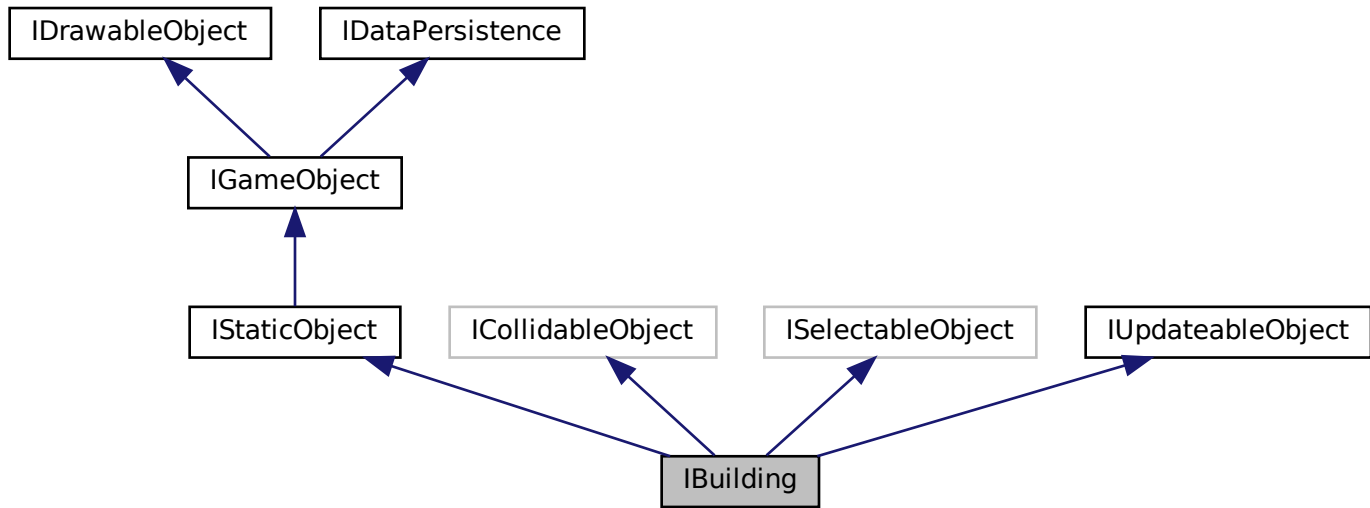 IDrawableObject
IDataPersistence
IGameObject
IStaticObject
ICollidableObject
ISelectableObject
IUpdateableObject
IBuilding